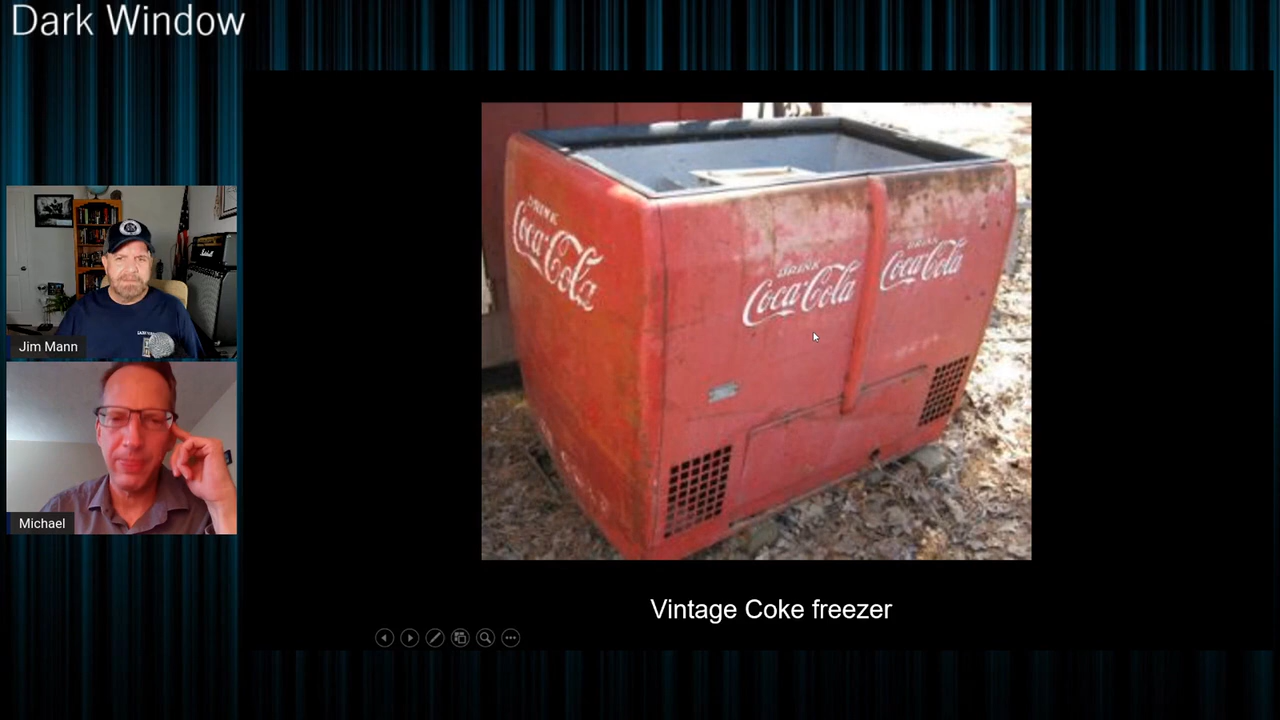 Dark Window
Jim Mann
Michael
DRINK
Coca-Cola
DRINK
Coca-Cola
DRINK
Coca-Cola
Vintage Coke freezer